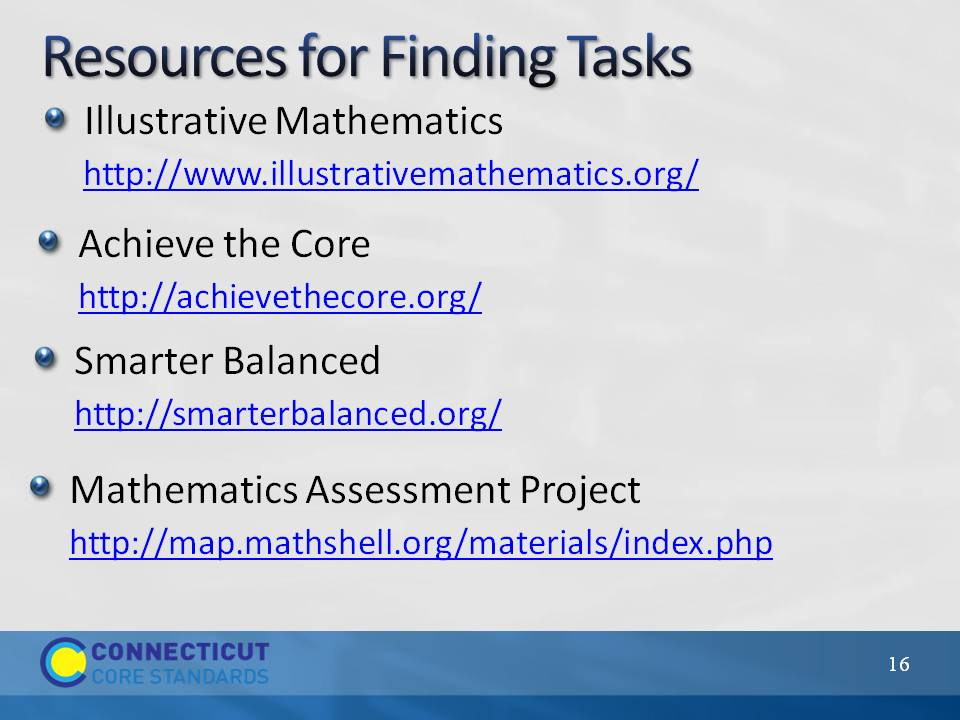 Resources for Finding Tasks
Illustrative Mathematics
http://www.illustrativemathematics.org/
Achieve the Core
http://achievethecore.org/
Smarter Balanced
http://smarterbalanced.org/
Mathematics Assessment Project
http://map.mathshell.org/materials/index.php
CONNECTICUT
CORE STANDARDS
16